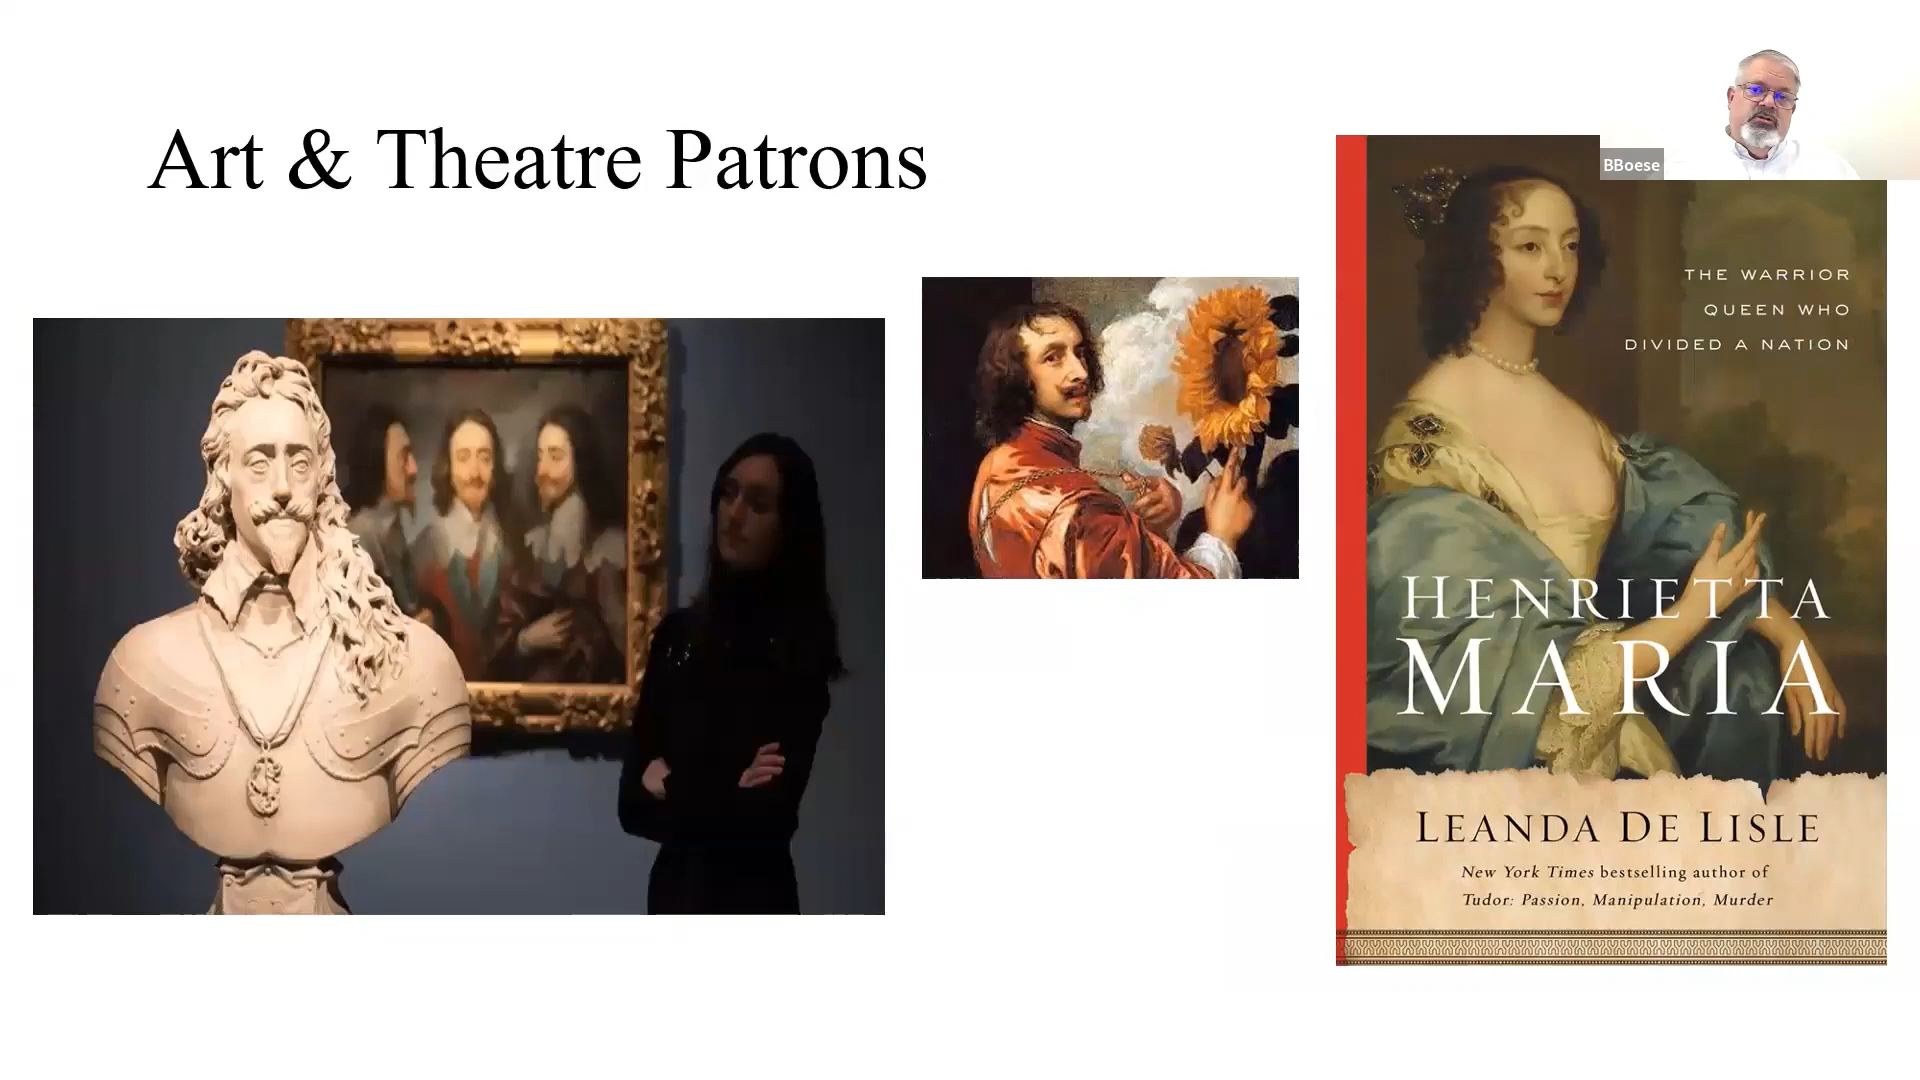 Art & Theatre Patrons
BBoese
THE WARRIOR
QUEEN WHO
DIVIDED A NATION
HENRIETTA
MARIA
LEANDA DE LISLE
New York Times bestselling author of
Tudor: Passion, Manipulation, Murder